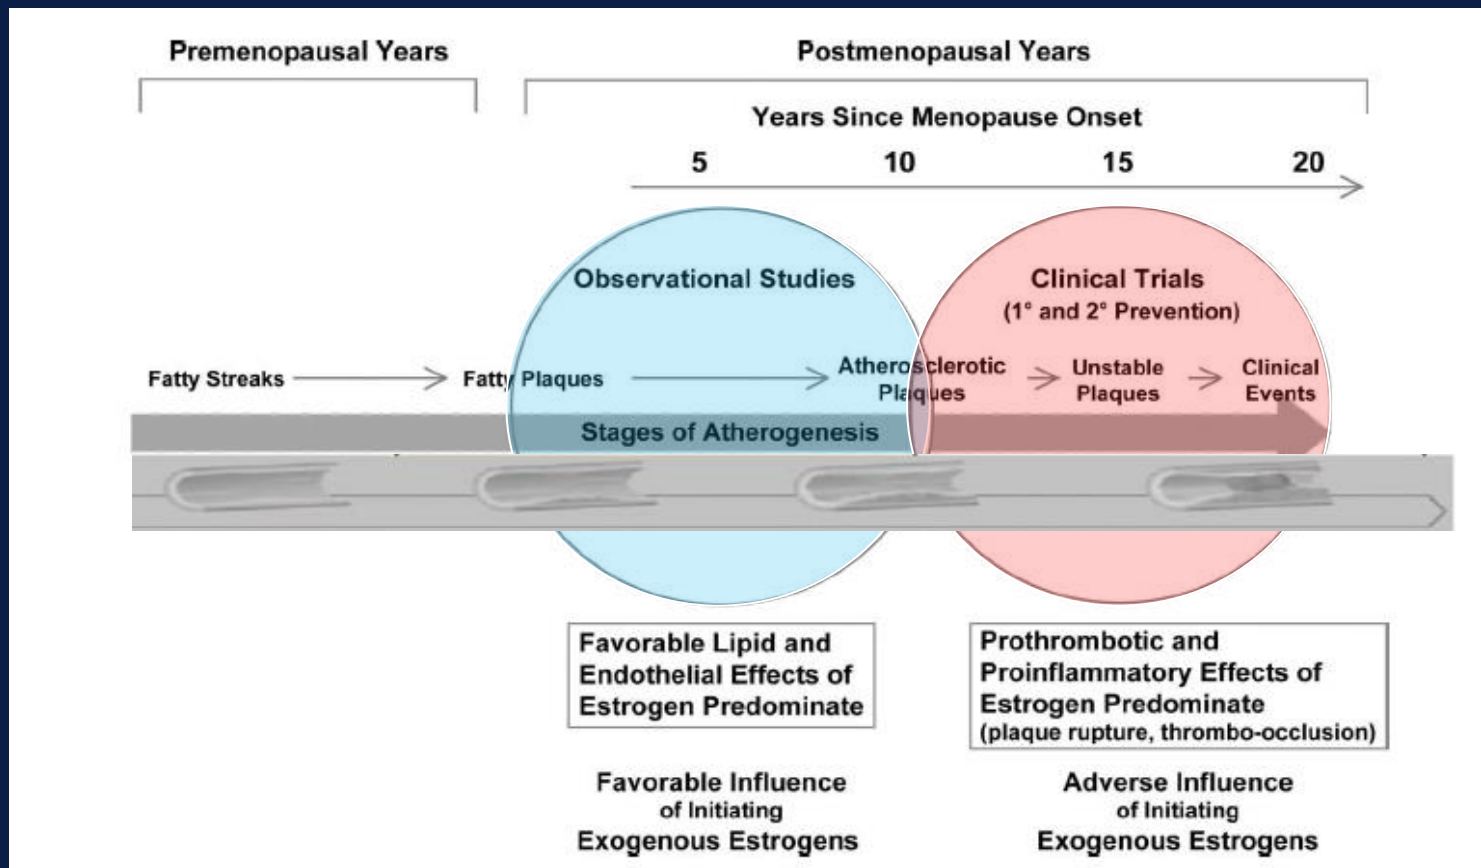 Premenopausal Years
Postmenopausal Years
Years Since Menopause Onset
5 10 15 20
Observational Studies
Clinical Trials
(1° and 2° Prevention)
Fatty Streaks
Fatty Plaques
Atherosclerotic
Plaques
Unstable
Plaques
Clinical
Events
Stages of Atherogenesis
Favorable Lipid and
Endothelial Effects of
Estrogen Predominate
Prothrombotic and
Proinflammatory Effects of
Estrogen Predominate
(plaque rupture, thrombo-occlusion)
Favorable Influence
of Initiating
Exogenous Estrogens
Adverse Influence
of Initiating
Exogenous Estrogens